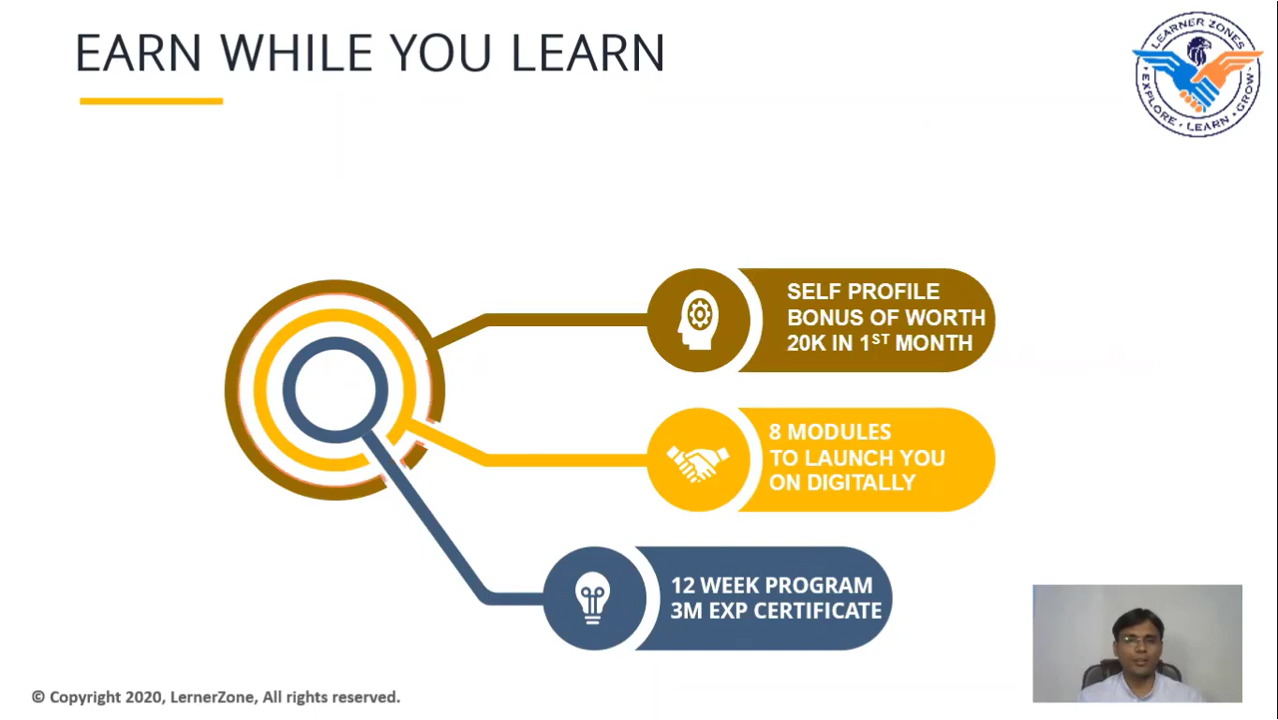 EARN WHILE YOU LEARN
LEARNER ZONES
EXPLORE · LEARN · GROW
SELF PROFILE
BONUS OF WORTH
20K IN 1ST MONTH
8 MODULES
TO LAUNCH YOU
ON DIGITALLY
12 WEEK PROGRAM
3M EXP CERTIFICATE
© Copyright 2020, LernerZone, All rights reserved.